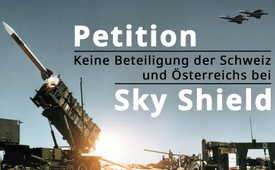 Petition
Keine Beteiligung der Schweiz
und Österreichs bei
Sky Shield